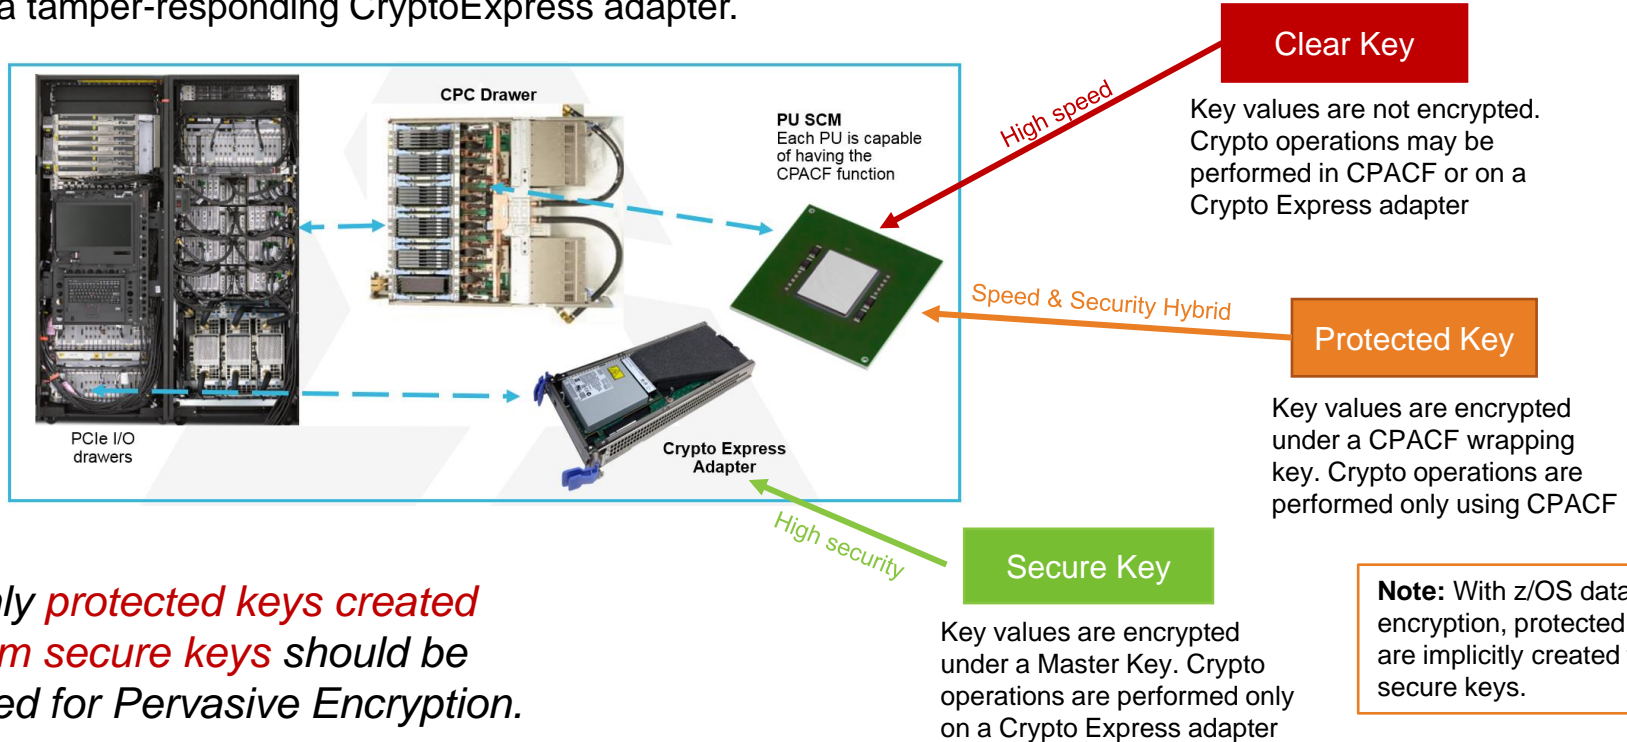 a tamper-responding CryptoExpress adapter.
Clear Key
High speed
Key values are not encrypted.
Crypto operations may be
performed in CPACF or on a
Crypto Express adapter
CPC Drawer
PU SCM
Each PU is capable
of having the
CPACF function
Speed & Security Hybrid
Protected Key
Key values are encrypted
under a CPACF wrapping
key. Crypto operations are
performed only using CPACF
PCIe I/O
drawers
Crypto Express
Adapter
High security
Secure Key
Key values are encrypted
under a Master Key. Crypto
operations are performed only
on a Crypto Express adapter
Note: With z/OS data
encryption, protected
are implicitly created
secure keys.
protected keys created
secure keys should be
for Pervasive Encryption.